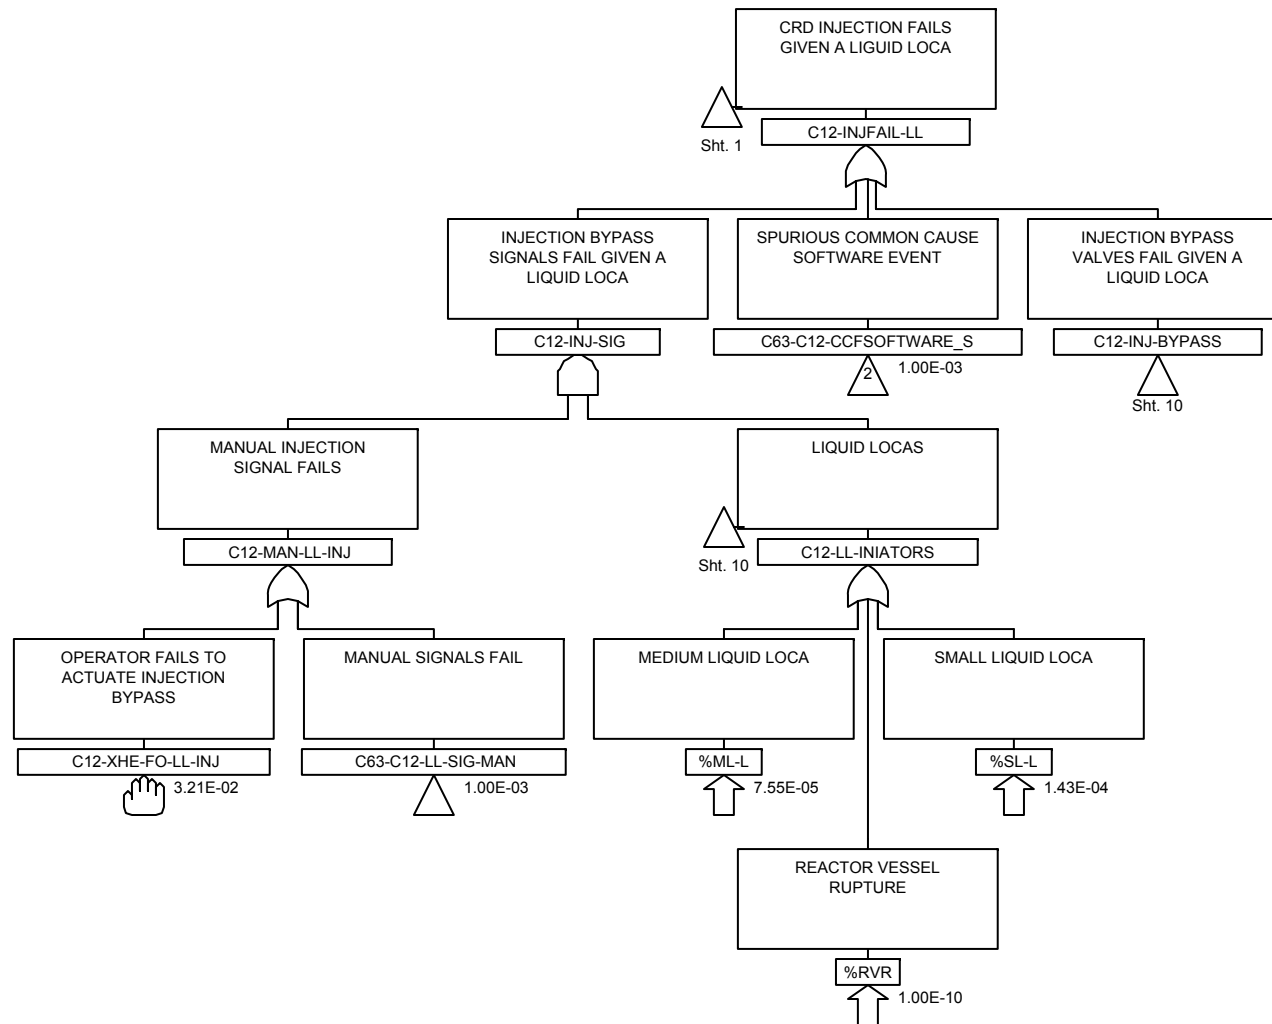 CRD INJECTION FAILS
GIVEN A LIGUID LOCA
Sht. 1
C12-INJFAIL-LL
INJECTION BYPASS
SIGNALS FAIL GIVEN A
LIQUID LOCA
SPURIOUS COMMON CAUSE
SOFTWARE EVENT
INJECTION BYPASS
VALVES FAIL GIVEN A
LIQUID LOCA
C12-INJ-SIG
C63-C12-CCFSOFTWARE_S
C12-INJ-BYPASS
2
1.00E-03
Sht. 10
MANUAL INJECTION
SIGNAL FAILS
LIQUID LOCAS
Sht. 10
C12-MAN-LL-INJ
C12-LL-INIATORS
OPERATOR FAILS TO
ACTUATE INJECTION
BYPASS
MANUAL SIGNALS FAIL
MEDIUM LIQUID LOCA
SMALL LIQUID LOCA
C12-XHE-FO-LL-INJ
C63-C12-LL-SIG-MAN
%ML-L
%SL-L
3.21E-02
1.00E-03
7.55E-05
1.43E-04
REACTOR VESSEL
RUPTURE
%RVR
1.00E-10